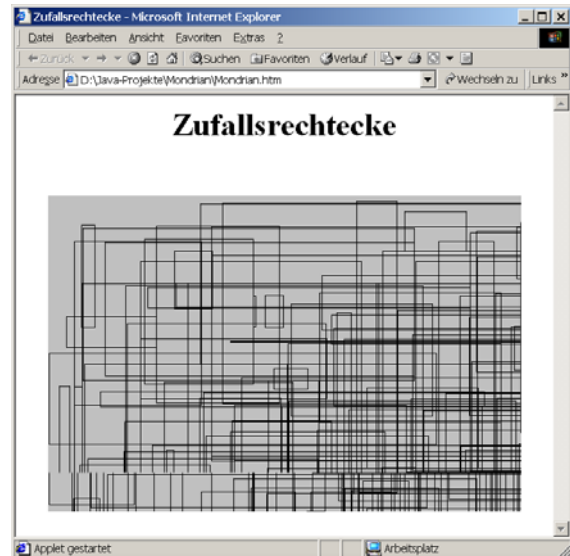 Zufallsrechtecke - Microsoft Internet Explorer
Datei Bearbeiten Ansicht Favoriten Extras ?
Zurück Suchen Favoriten Verlauf
Adresse D:\Java-Projekte\Mondrian\Mondrian.htm Wechseln zu Links »
Zufallsrechtecke
Applet gestartet Arbeitsplatz